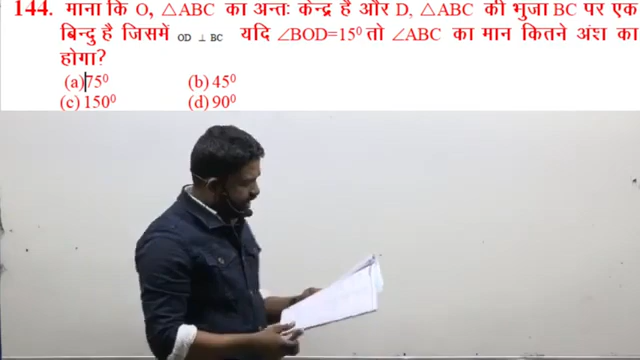 144. माना कि O, △ABC का अन्तः केन्द्र है और D, △ABC की भुजा BC पर एक
बिन्दु है जिसमें OD ⊥ BC यदि ∠BOD=15⁰ तो ∠ABC का मान कितने अंश का
होगा?
(a) 75⁰ (b) 45⁰
(c) 150⁰ (d) 90⁰